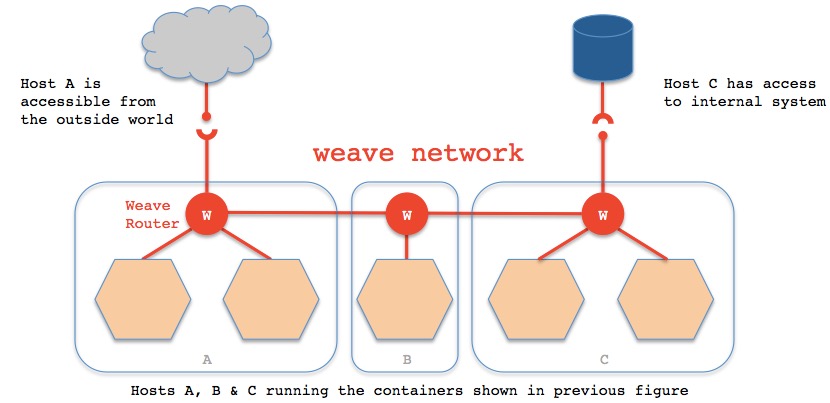 Host A is
accessible from
the outside world
Host C has access
to internal system
weave network
Weave
Router
W
W
W
A
B
C
Hosts A, B & C running the containers shown in previous figure